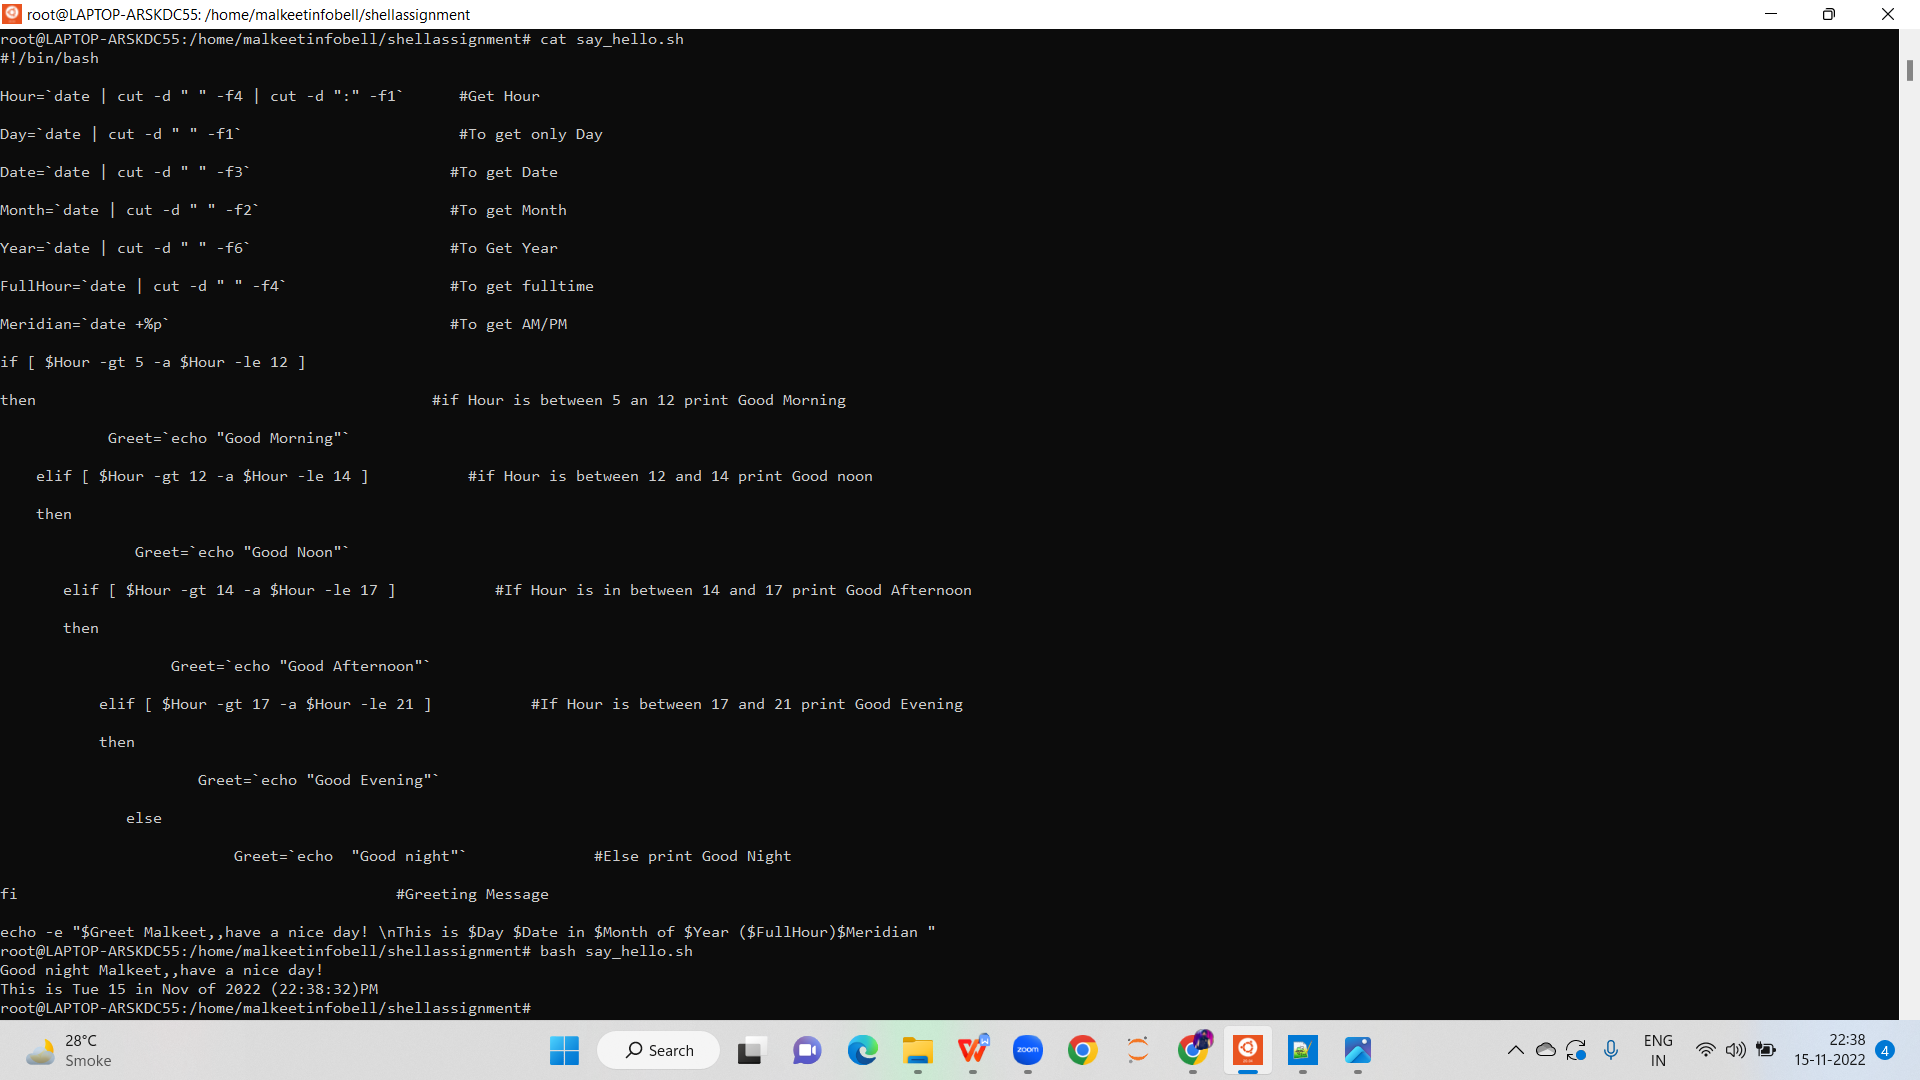 root@LAPTOP-ARSKDC55: /home/malkeetinfobell/shellassignment
root@LAPTOP-ARSKDC55:/home/malkeetinfobell/shellassignment# cat say_hello.sh
#!/bin/bash
Hour=`date | cut -d " " -f4 | cut -d ":" -f1`      #Get Hour
Day=`date | cut -d " " -f1`                        #To get only Day
Date=`date | cut -d " " -f3`                      #To get Date
Month=`date | cut -d " " -f2`                     #To get Month
Year=`date | cut -d " " -f6`                      #To Get Year
FullHour=`date | cut -d " " -f4`                  #To get fulltime
Meridian=`date +%p`                               #To get AM/PM
if [ $Hour -gt 5 -a $Hour -le 12 ]
then                                            #if Hour is between 5 an 12 print Good Morning
            Greet=`echo "Good Morning"`
    elif [ $Hour -gt 12 -a $Hour -le 14 ]           #if Hour is between 12 and 14 print Good noon
    then
               Greet=`echo "Good Noon"`
       elif [ $Hour -gt 14 -a $Hour -le 17 ]           #If Hour is in between 14 and 17 print Good Afternoon
       then
                   Greet=`echo "Good Afternoon"`
           elif [ $Hour -gt 17 -a $Hour -le 21 ]           #If Hour is between 17 and 21 print Good Evening
           then
                      Greet=`echo "Good Evening"`
              else
                          Greet=`echo  "Good night"`              #Else print Good Night
fi                                          #Greeting Message
echo -e "$Greet Malkeet,,have a nice day! \nThis is $Day $Date in $Month of $Year ($FullHour)$Meridian "
root@LAPTOP-ARSKDC55:/home/malkeetinfobell/shellassignment# bash say_hello.sh
Good night Malkeet,,have a nice day!
This is Tue 15 in Nov of 2022 (22:38:32)PM
root@LAPTOP-ARSKDC55:/home/malkeetinfobell/shellassignment#
28°C
Smoke
Search
zoom
ENG
IN
22:38
15-11-2022
4